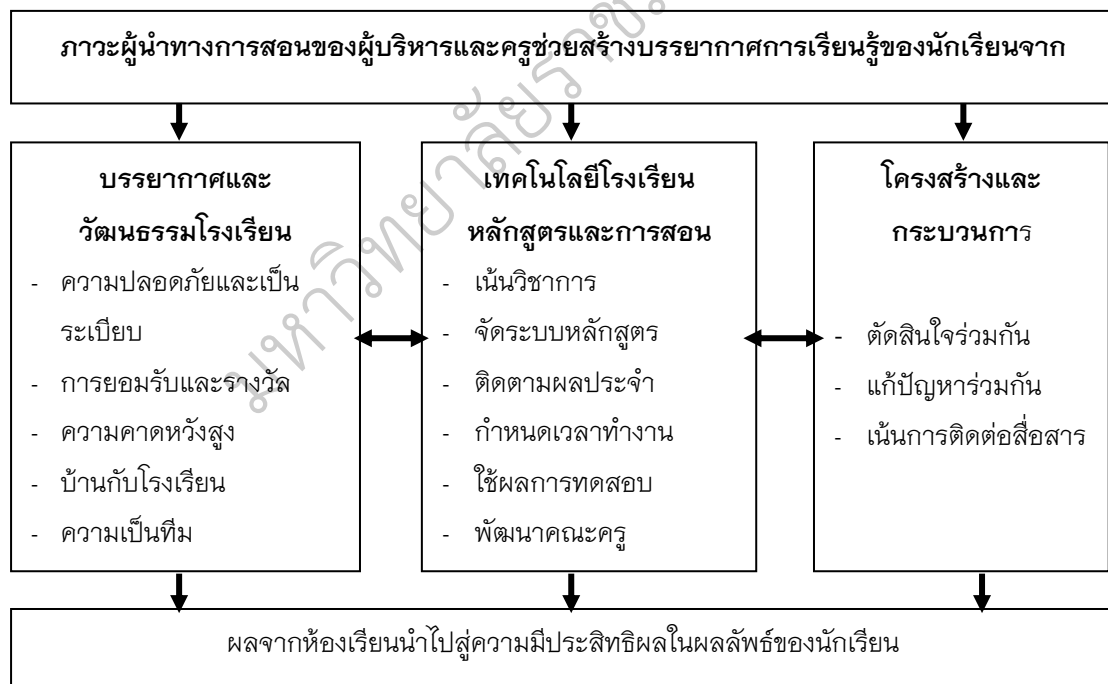 ภาวะผู้นำทางการสอนของผู้บริหารและครูช่วยสร้างบรรยากาศการเรียนรู้ของนักเรียนจาก
บรรยากาศและ
วัฒนธรรมโรงเรียน
- ความปลอดภัยและเป็น
ระเบียบ
- การยอมรับและรางวัล
- ความคาดหวังสูง
- บ้านกับโรงเรียน
- ความเป็นทีม
เทคโนโลยีโรงเรียน
หลักสูตรและการสอน
- เน้นวิชาการ
- จัดระบบหลักสูตร
- ติดตามผลประจำ
- กำหนดเวลาทำงาน
- ใช้ผลการทดสอบ
- พัฒนาคณะครู
โครงสร้างและ
กระบวนการ
- ตัดสินใจร่วมกัน
- แก้ปัญหาร่วมกัน
- เน้นการติดต่อสื่อสาร
ผลจากห้องเรียนนำไปสู่ความมีประสิทธิผลในผลลัพธ์ของนักเรียน